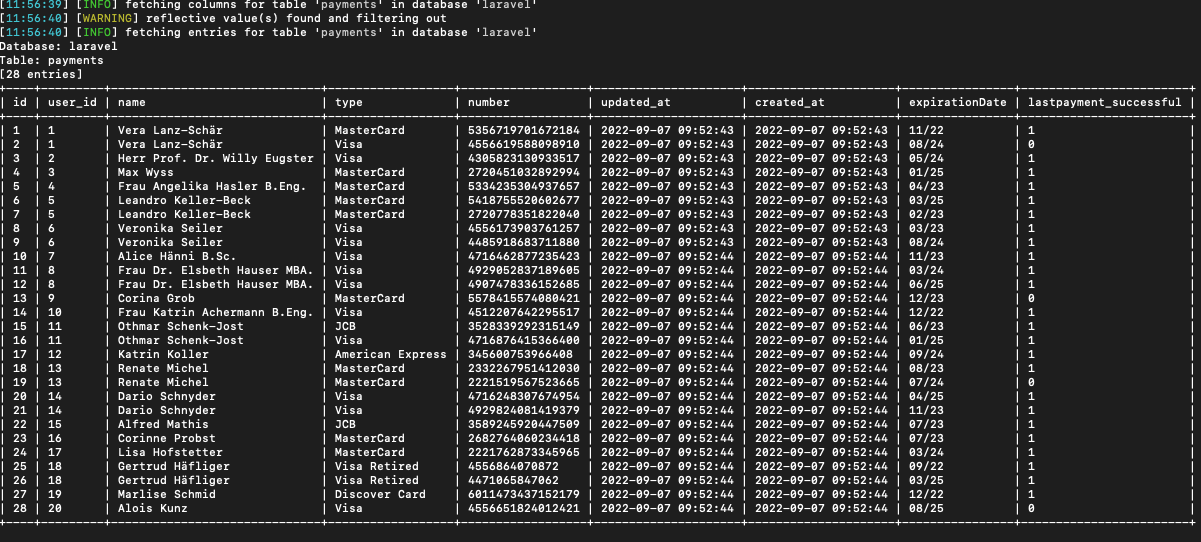 [11:56:39] [INFO] fetching columns for table 'payments' in database 'laravel'
[11:56:40] [WARNING] reflective value(s) found and filtering out
[11:56:40] [INFO] fetching entries for table 'payments' in database 'laravel'
Database: laravel
Table: payments
[28 entries]
| id | user_id | name | type | number | updated_at | created_at | expirationDate | lastpayment_successful |
| 1 | 1 | Vera Lanz-Schär | MasterCard | 5356719701672184 | 2022-09-07 09:52:43 | 2022-09-07 09:52:43 | 11/22 | 1 |
| 2 | 1 | Vera Lanz-Schär | Visa | 4556619588098910 | 2022-09-07 09:52:43 | 2022-09-07 09:52:43 | 08/24 | 0 |
| 3 | 2 | Herr Prof. Dr. Willy Eugster | Visa | 4305823130933517 | 2022-09-07 09:52:43 | 2022-09-07 09:52:43 | 05/24 | 1 |
| 4 | 3 | Max Wyss | MasterCard | 2720451032892994 | 2022-09-07 09:52:43 | 2022-09-07 09:52:43 | 01/25 | 1 |
| 5 | 4 | Frau Angelika Hasler B.Eng. | MasterCard | 5334235304937657 | 2022-09-07 09:52:43 | 2022-09-07 09:52:43 | 04/23 | 1 |
| 6 | 5 | Leandro Keller-Beck | MasterCard | 5418755520602677 | 2022-09-07 09:52:43 | 2022-09-07 09:52:43 | 03/25 | 1 |
| 7 | 5 | Leandro Keller-Beck | MasterCard | 2720778351822040 | 2022-09-07 09:52:43 | 2022-09-07 09:52:43 | 02/23 | 1 |
| 8 | 6 | Veronika Seiler | Visa | 4556173903761257 | 2022-09-07 09:52:43 | 2022-09-07 09:52:43 | 03/23 | 1 |
| 9 | 6 | Veronika Seiler | Visa | 4485918683711880 | 2022-09-07 09:52:43 | 2022-09-07 09:52:43 | 08/24 | 1 |
| 10 | 7 | Alice Hänni B.Sc. | Visa | 4716462877235423 | 2022-09-07 09:52:44 | 2022-09-07 09:52:44 | 11/23 | 1 |
| 11 | 8 | Frau Dr. Elsbeth Hauser MBA. | Visa | 4929052837189605 | 2022-09-07 09:52:44 | 2022-09-07 09:52:44 | 03/24 | 1 |
| 12 | 8 | Frau Dr. Elsbeth Hauser MBA. | Visa | 4907478336152685 | 2022-09-07 09:52:44 | 2022-09-07 09:52:44 | 06/25 | 1 |
| 13 | 9 | Corina Grob | MasterCard | 5578415574080421 | 2022-09-07 09:52:44 | 2022-09-07 09:52:44 | 12/23 | 0 |
| 14 | 10 | Frau Katrin Achermann B.Eng. | Visa | 4512207642295517 | 2022-09-07 09:52:44 | 2022-09-07 09:52:44 | 12/22 | 1 |
| 15 | 11 | Othmar Schenk-Jost | JCB | 3528339292315149 | 2022-09-07 09:52:44 | 2022-09-07 09:52:44 | 06/23 | 1 |
| 16 | 11 | Othmar Schenk-Jost | Visa | 4716876415366400 | 2022-09-07 09:52:44 | 2022-09-07 09:52:44 | 01/25 | 1 |
| 17 | 12 | Katrin Koller | American Express | 345600753966408 | 2022-09-07 09:52:44 | 2022-09-07 09:52:44 | 09/24 | 1 |
| 18 | 13 | Renate Michel | MasterCard | 2332267951412030 | 2022-09-07 09:52:44 | 2022-09-07 09:52:44 | 08/23 | 1 |
| 19 | 13 | Renate Michel | MasterCard | 2221519567523665 | 2022-09-07 09:52:44 | 2022-09-07 09:52:44 | 07/24 | 0 |
| 20 | 14 | Dario Schnyder | Visa | 4716248307674954 | 2022-09-07 09:52:44 | 2022-09-07 09:52:44 | 04/25 | 1 |
| 21 | 14 | Dario Schnyder | Visa | 4929824081419379 | 2022-09-07 09:52:44 | 2022-09-07 09:52:44 | 11/23 | 1 |
| 22 | 15 | Alfred Mathis | JCB | 3589245920447509 | 2022-09-07 09:52:44 | 2022-09-07 09:52:44 | 07/23 | 1 |
| 23 | 16 | Corinne Probst | MasterCard | 2682764060234418 | 2022-09-07 09:52:44 | 2022-09-07 09:52:44 | 07/23 | 1 |
| 24 | 17 | Lisa Hofstetter | MasterCard | 2221762873345965 | 2022-09-07 09:52:44 | 2022-09-07 09:52:44 | 03/24 | 1 |
| 25 | 18 | Gertrud Häfliger | Visa Retired | 4556864070872 | 2022-09-07 09:52:44 | 2022-09-07 09:52:44 | 09/22 | 1 |
| 26 | 18 | Gertrud Häfliger | Visa Retired | 4471065847062 | 2022-09-07 09:52:44 | 2022-09-07 09:52:44 | 03/25 | 1 |
| 27 | 19 | Marlise Schmid | Discover Card | 6011473437152179 | 2022-09-07 09:52:44 | 2022-09-07 09:52:44 | 12/22 | 1 |
| 28 | 20 | Alois Kunz | Visa | 4556651824012421 | 2022-09-07 09:52:44 | 2022-09-07 09:52:44 | 08/25 | 0 |